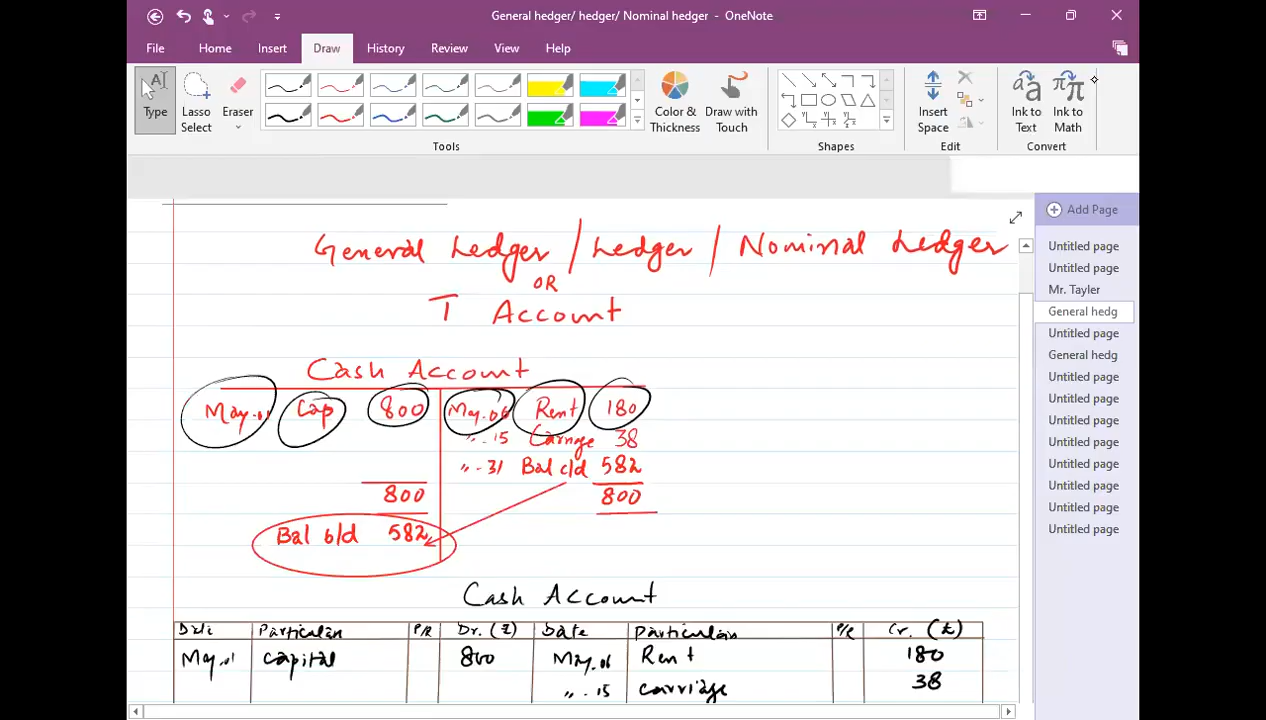 General hedger/ hedger/ Nominal hedger - OneNote
File Home Insert Draw History Review View Help
Type
Lasso Select
Eraser
Color & Thickness
Draw with Touch
Insert Space
Ink to Text
Ink to Math
Tools Shapes Edit Convert
Add Page
Untitled page
Untitled page
Mr. Tayler
General hedg
Untitled page
General hedg
Untitled page
Untitled page
Untitled page
Untitled page
Untitled page
Untitled page
Untitled page
Untitled page
General Ledger / Ledger / Nominal Ledger
OR
T Account
Cash Account
May.01 Cap 800 May.06 Rent 180
" .15 Carriage 38
" .31 Bal c/d 582
800 800
Bal b/d 582
Cash Account
Date Particulars P/R Dr. (£) Date Particulars P/R Cr. (£)
May.01 Capital 800 May.06 Rent 180
" .15 carriage 38